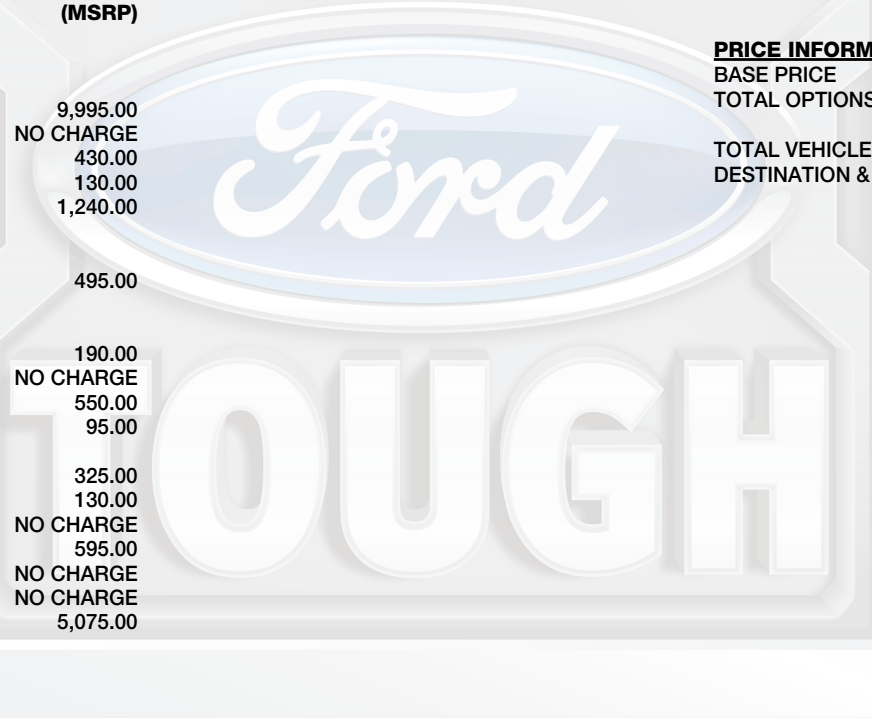 (MSRP)
9,995.00
NO CHARGE
430.00
130.00
1,240.00
495.00
190.00
NO CHARGE
550.00
95.00
325.00
130.00
NO CHARGE
595.00
NO CHARGE
NO CHARGE
5,075.00
PRICE INFORM
BASE PRICE
TOTAL OPTIONS
TOTAL VEHICLE
DESTINATION &
Ford
TOUGH